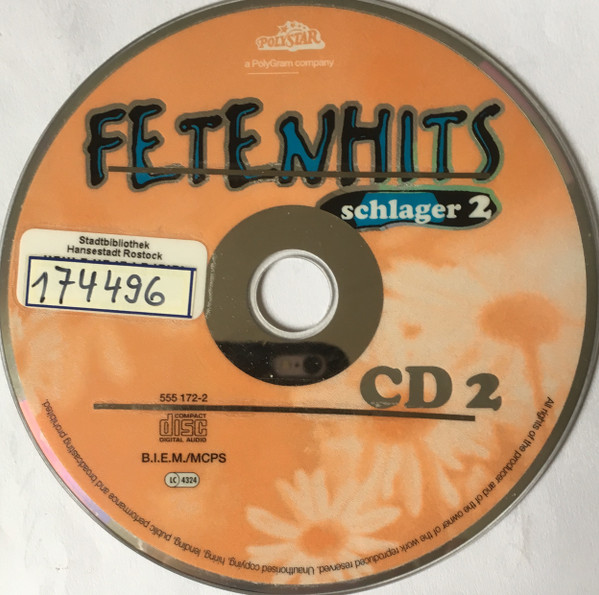 POLYSTAR
a PolyGram company
FETENHITS
schlager 2
Stadtbibliothek
Hansestadt Rostock
174496
CD 2
555 172-2
COMPACT
disc
DIGITAL AUDIO
B.I.E.M./MCPS
LC 4324
All rights of the producer and of the owner of the work reproduced reserved. Unauthorised copying, hiring, lending, public performance and broadcasting prohibited.